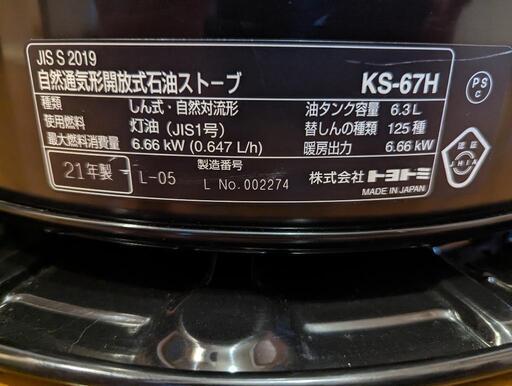 JIS S 2019
自然通気形開放式石油ストーブ KS-67H
種類 しん式・自然対流形 油タンク容量 6.3 L
使用燃料 灯油（JIS1号） 替しんの種類 125 種
最大燃料消費量 6.66 kW (0.647 L/h) 暖房出力 6.66 kW
製造番号
21年製 L-05 L No. 002274 株式会社 トヨトミ
MADE IN JAPAN
PS
C
認証
JHIA